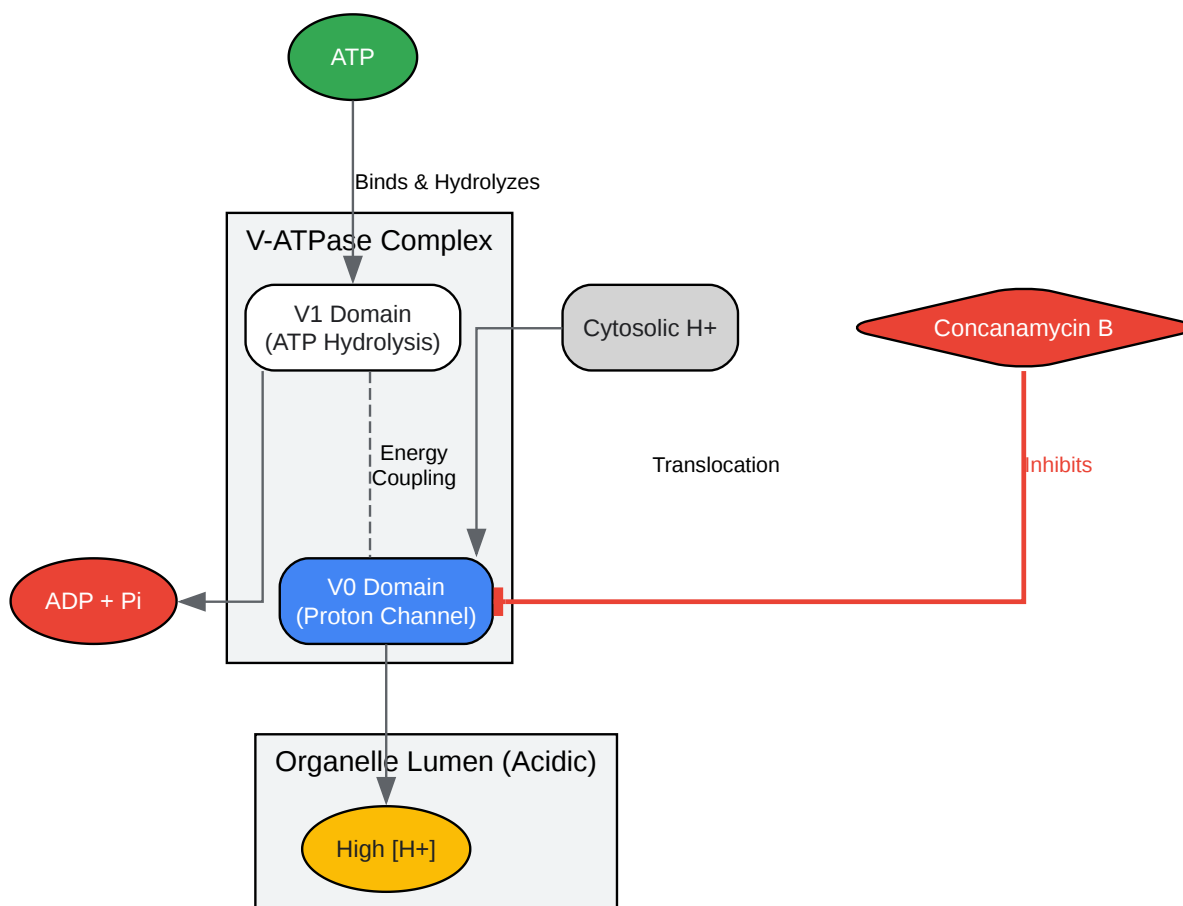 ATP
Binds & Hydrolyzes
V-ATPase Complex
V1 Domain
(ATP Hydrolysis)
Cytosolic H+
Concanamycin B
Energy
Coupling
Translocation
Inhibits
ADP + Pi
V0 Domain
(Proton Channel)
Organelle Lumen (Acidic)
High [H+]